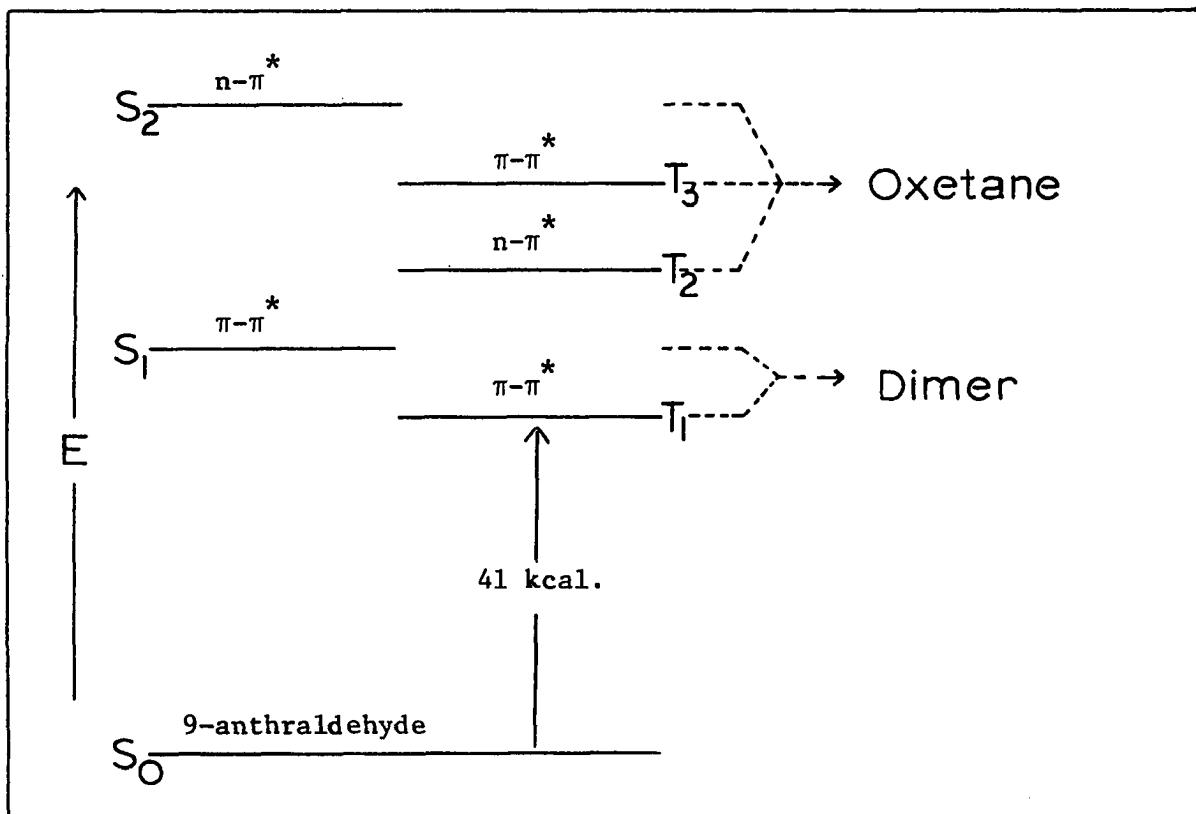 n-π*
S2
π-π*
T3
Oxetane
n-π*
T2
π-π*
S1
π-π*
Dimer
T1
E
41 kcal.
9-anthraldehyde
S0